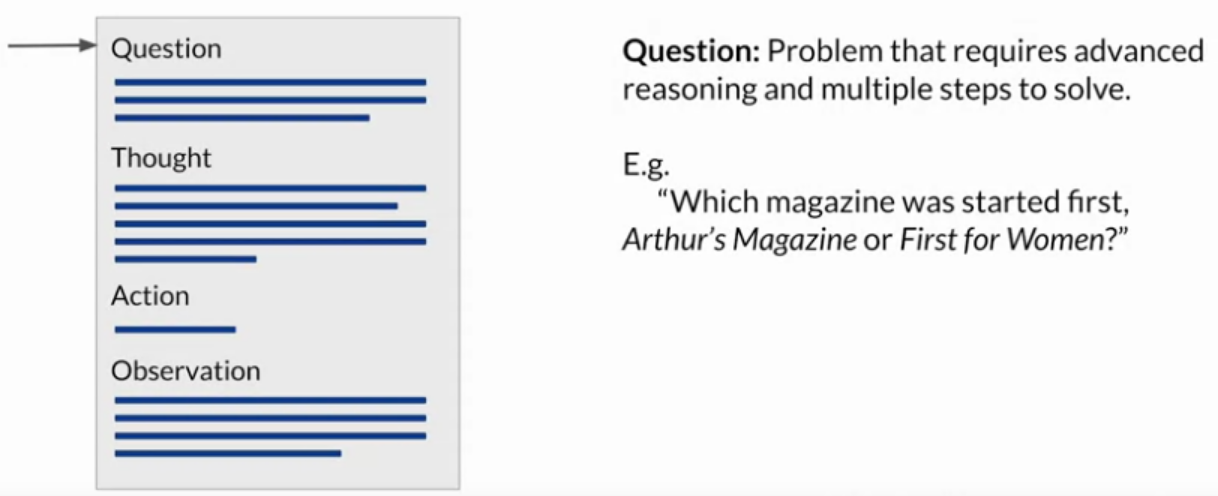 Question
Thought
Action
Observation
Question: Problem that requires advanced
reasoning and multiple steps to solve.
E.g.
“Which magazine was started first,
Arthur’s Magazine or First for Women?”